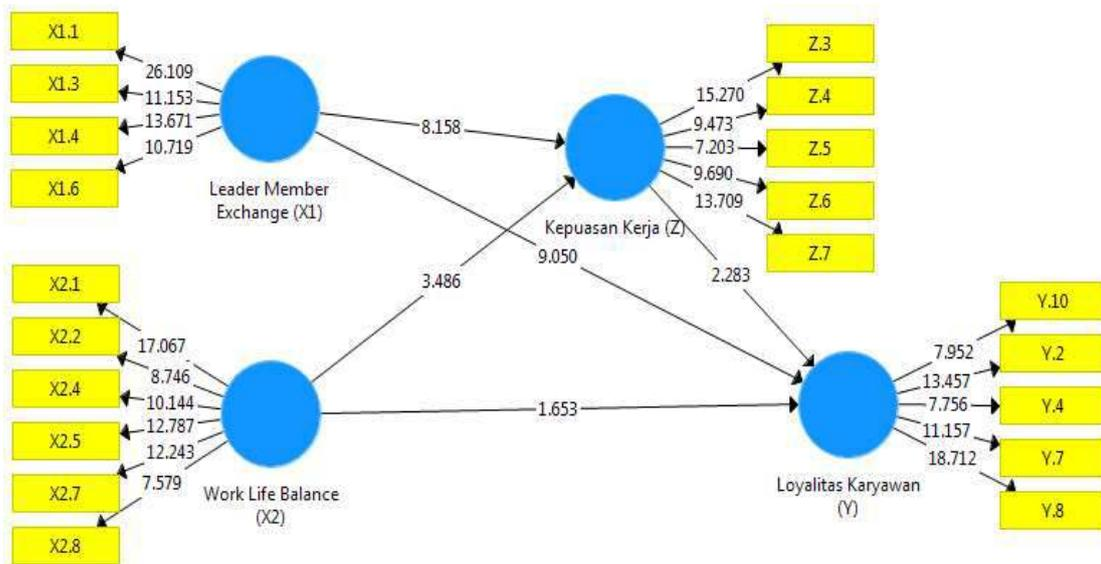 X1.1
X1.3
X1.4
X1.6
26.109
11.153
13.671
10.719
Leader Member
Exchange (X1)
8.158
9.050
Z.3
Z.4
Z.5
Z.6
Z.7
15.270
9.473
7.203
9.690
13.709
Kepuasan Kerja (Z)
3.486
2.283
X2.1
X2.2
X2.4
X2.5
X2.7
X2.8
17.067
8.746
10.144
12.787
12.243
7.579
Work Life Balance
(X2)
1.653
Y.10
Y.2
Y.4
Y.7
Y.8
7.952
13.457
7.756
11.157
18.712
Loyalitas Karyawan
(Y)